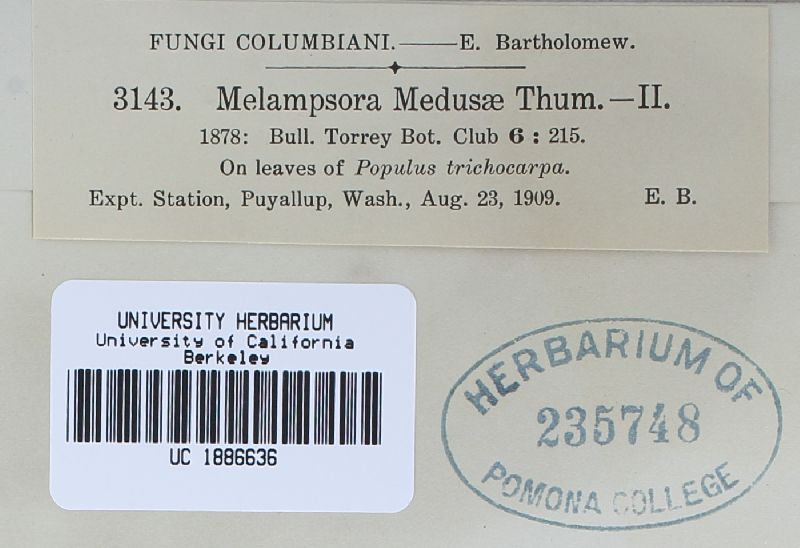 FUNGI COLUMBIANI.——E. Bartholomew.
3143. Melampsora Medusæ Thum.—II.
1878: Bull. Torrey Bot. Club 6 : 215.
On leaves of Populus trichocarpa.
Expt. Station, Puyallup, Wash., Aug. 23, 1909. E. B.
UNIVERSITY HERBARIUM
University of California
Berkeley
UC 1886636
HERBARIUM OF
235748
POMONA COLLEGE